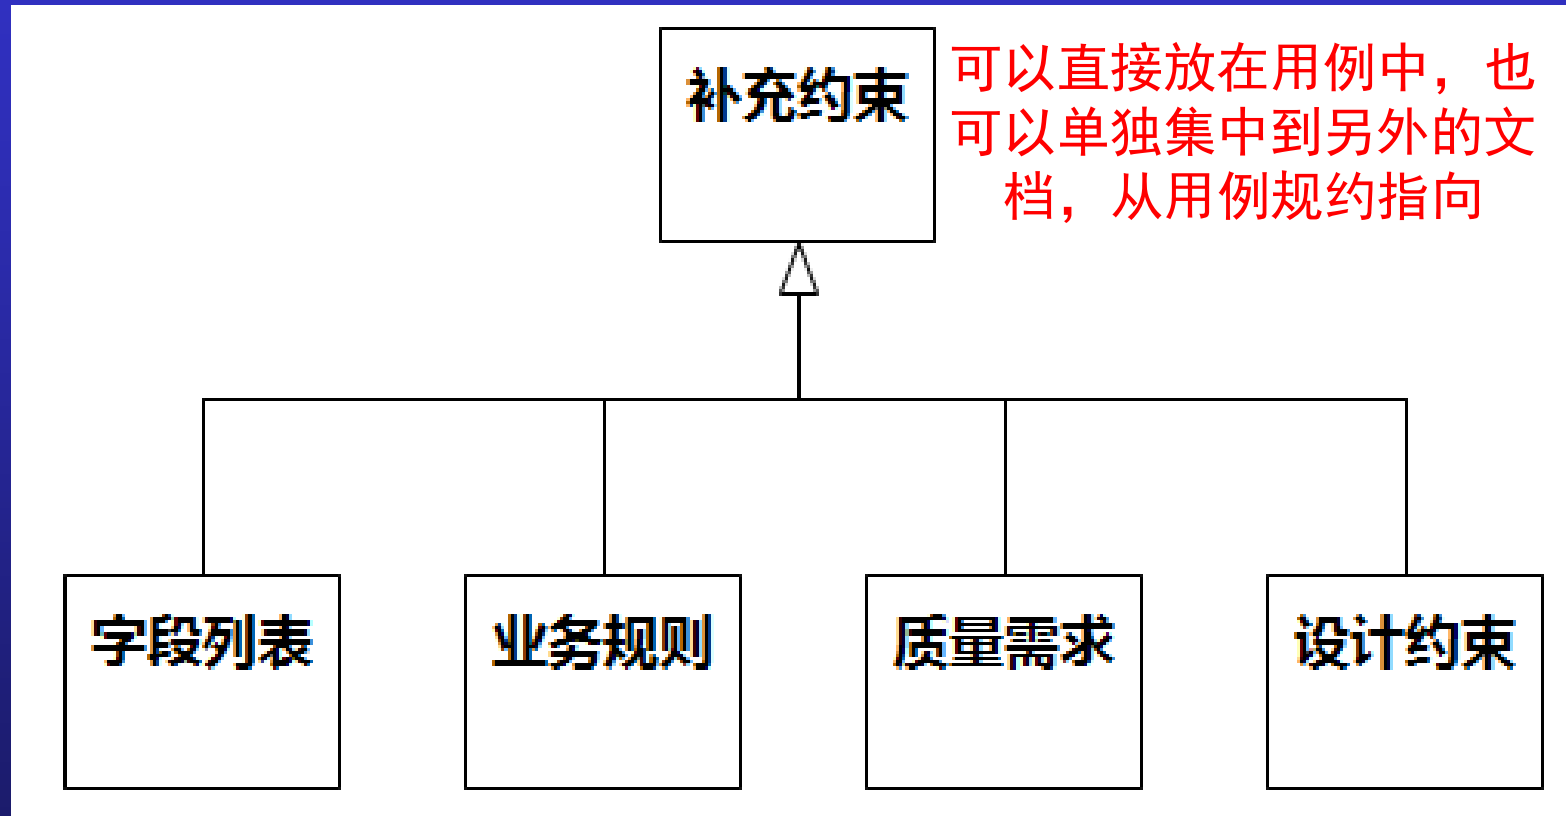 补充约束
可以直接放在用例中，也
可以单独集中到另外的文
档，从用例规约指向
字段列表
业务规则
质量需求
设计约束